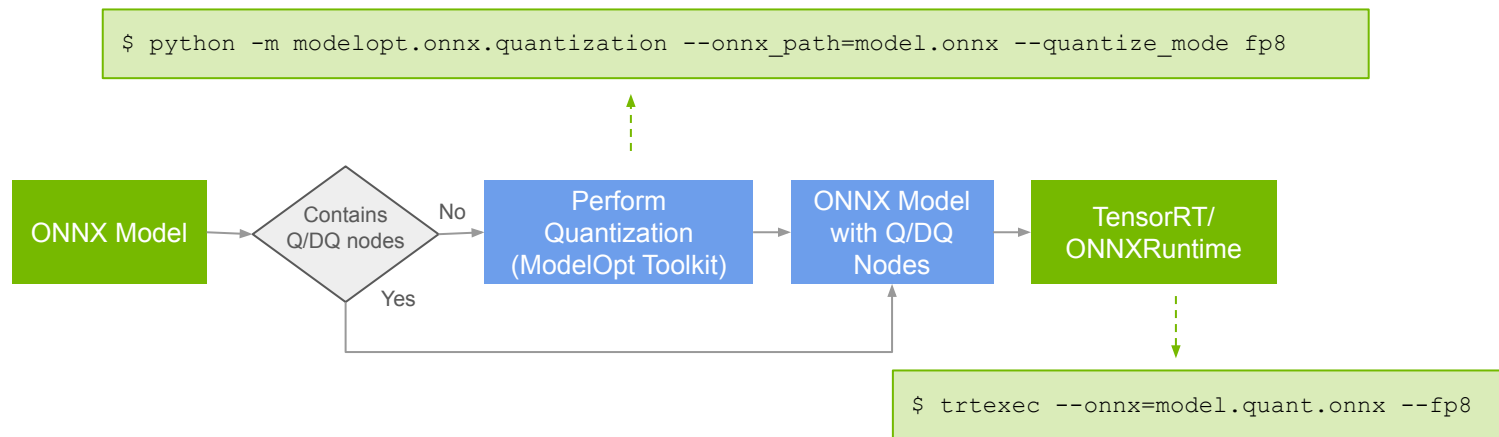 $ python -m modelopt.onnx.quantization --onnx_path=model.onnx --quantize_mode fp8
ONNX Model
Contains
Q/DQ nodes
No
Yes
Perform
Quantization
(ModelOpt Toolkit)
ONNX Model
with Q/DQ
Nodes
TensorRT/
ONNXRuntime
$ trtexec --onnx=model.quant.onnx --fp8